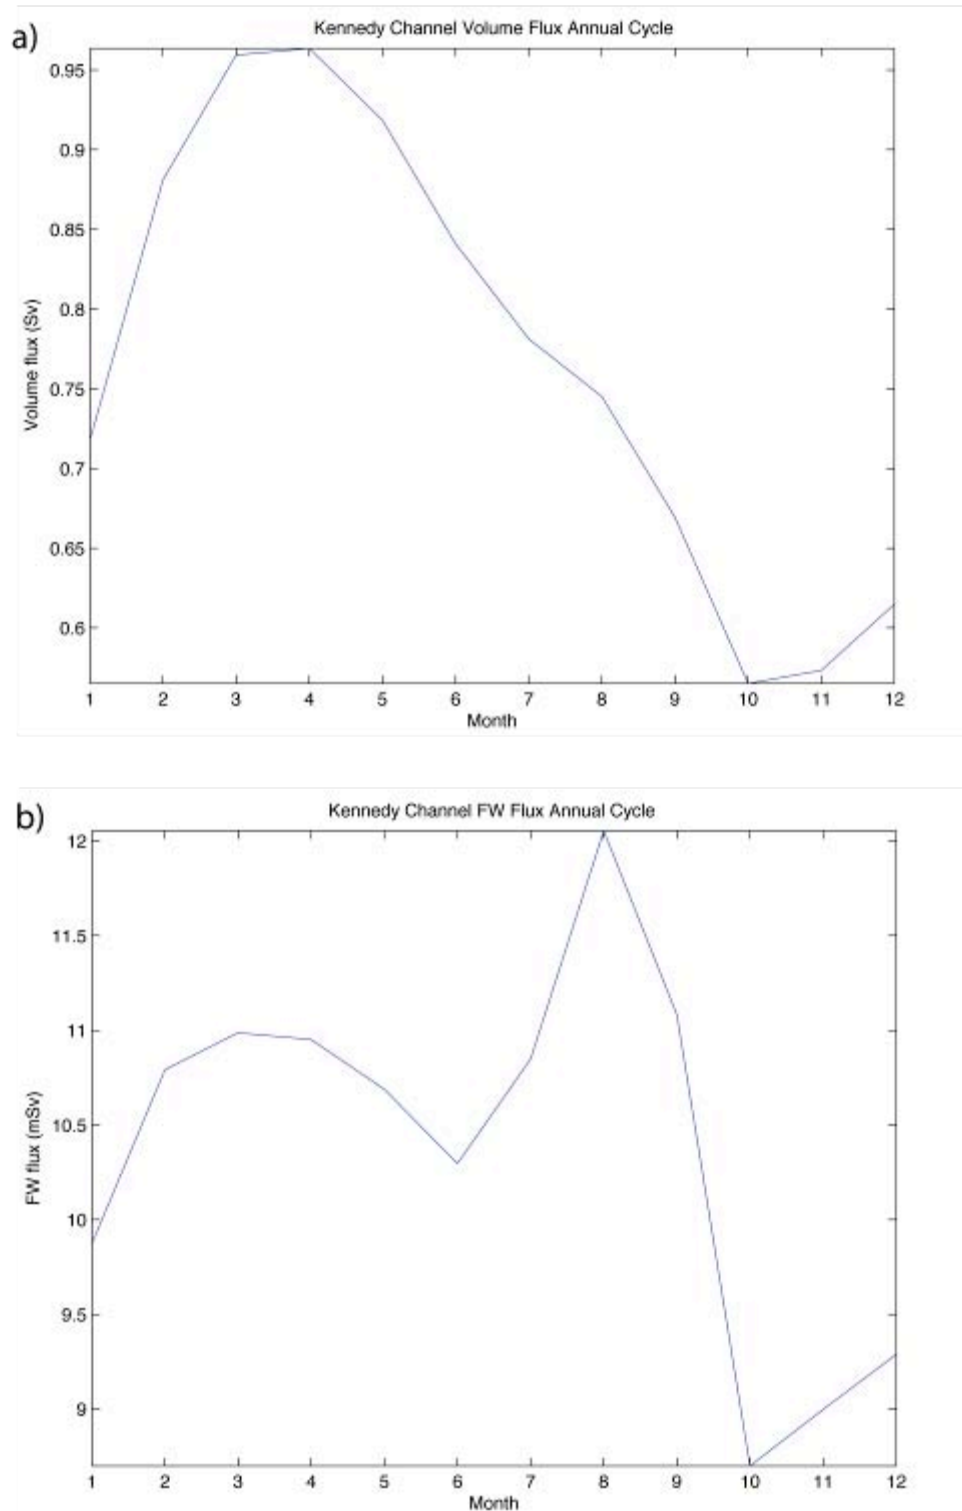 a)
Kennedy Channel Volume Flux Annual Cycle
0.95
0.9
0.85
0.8
0.75
0.7
0.65
0.6
Volume flux (Sv)
1 2 3 4 5 6 7 8 9 10 11 12
Month
b)
Kennedy Channel FW Flux Annual Cycle
12
11.5
11
10.5
10
9.5
9
FW flux (mSv)
1 2 3 4 5 6 7 8 9 10 11 12
Month